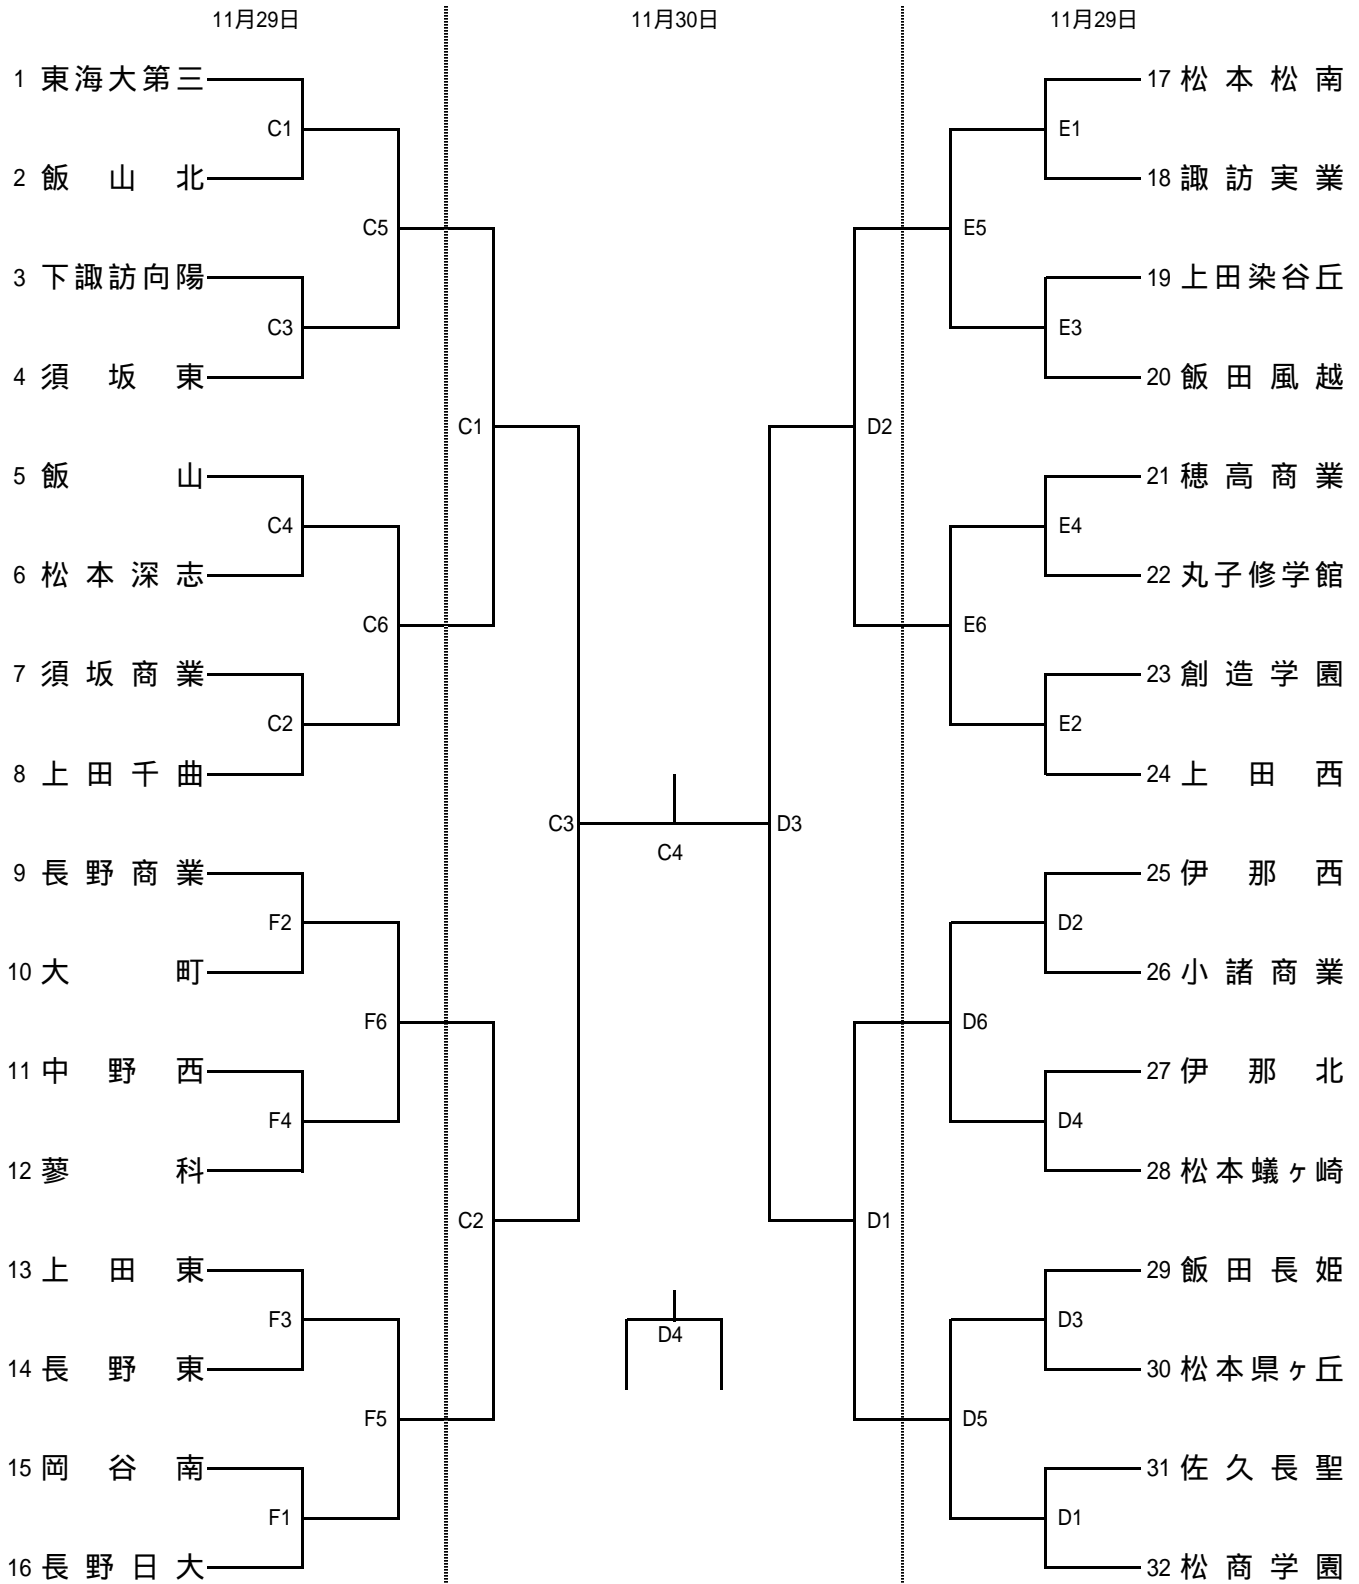 11月29日 11月30日 11月29日
1 東海大第三 17 松本松南
C1 E1
2 飯山北 18 諏訪実業
C5 E5
3 下諏訪向陽 19 上田染谷丘
C3 E3
4 須坂東 20 飯田風越
C1 D2
5 飯山 21 穂高商業
C4 E4
6 松本深志 22 丸子修学館
C6 E6
7 須坂商業 23 創造学園
C2 E2
8 上田千曲 24 上田西
C3 D3
C4
9 長野商業 25 伊那西
F2 D2
10 大町 26 小諸商業
F6 D6
11 中野西 27 伊那北
F4 D4
12 蓼科 28 松本蟻ヶ崎
C2 D1
13 上田東 29 飯田長姫
F3 D3
D4
14 長野東 30 松本県ヶ丘
F5 D5
15 岡谷南 31 佐久長聖
F1 D1
16 長野日大 32 松商学園